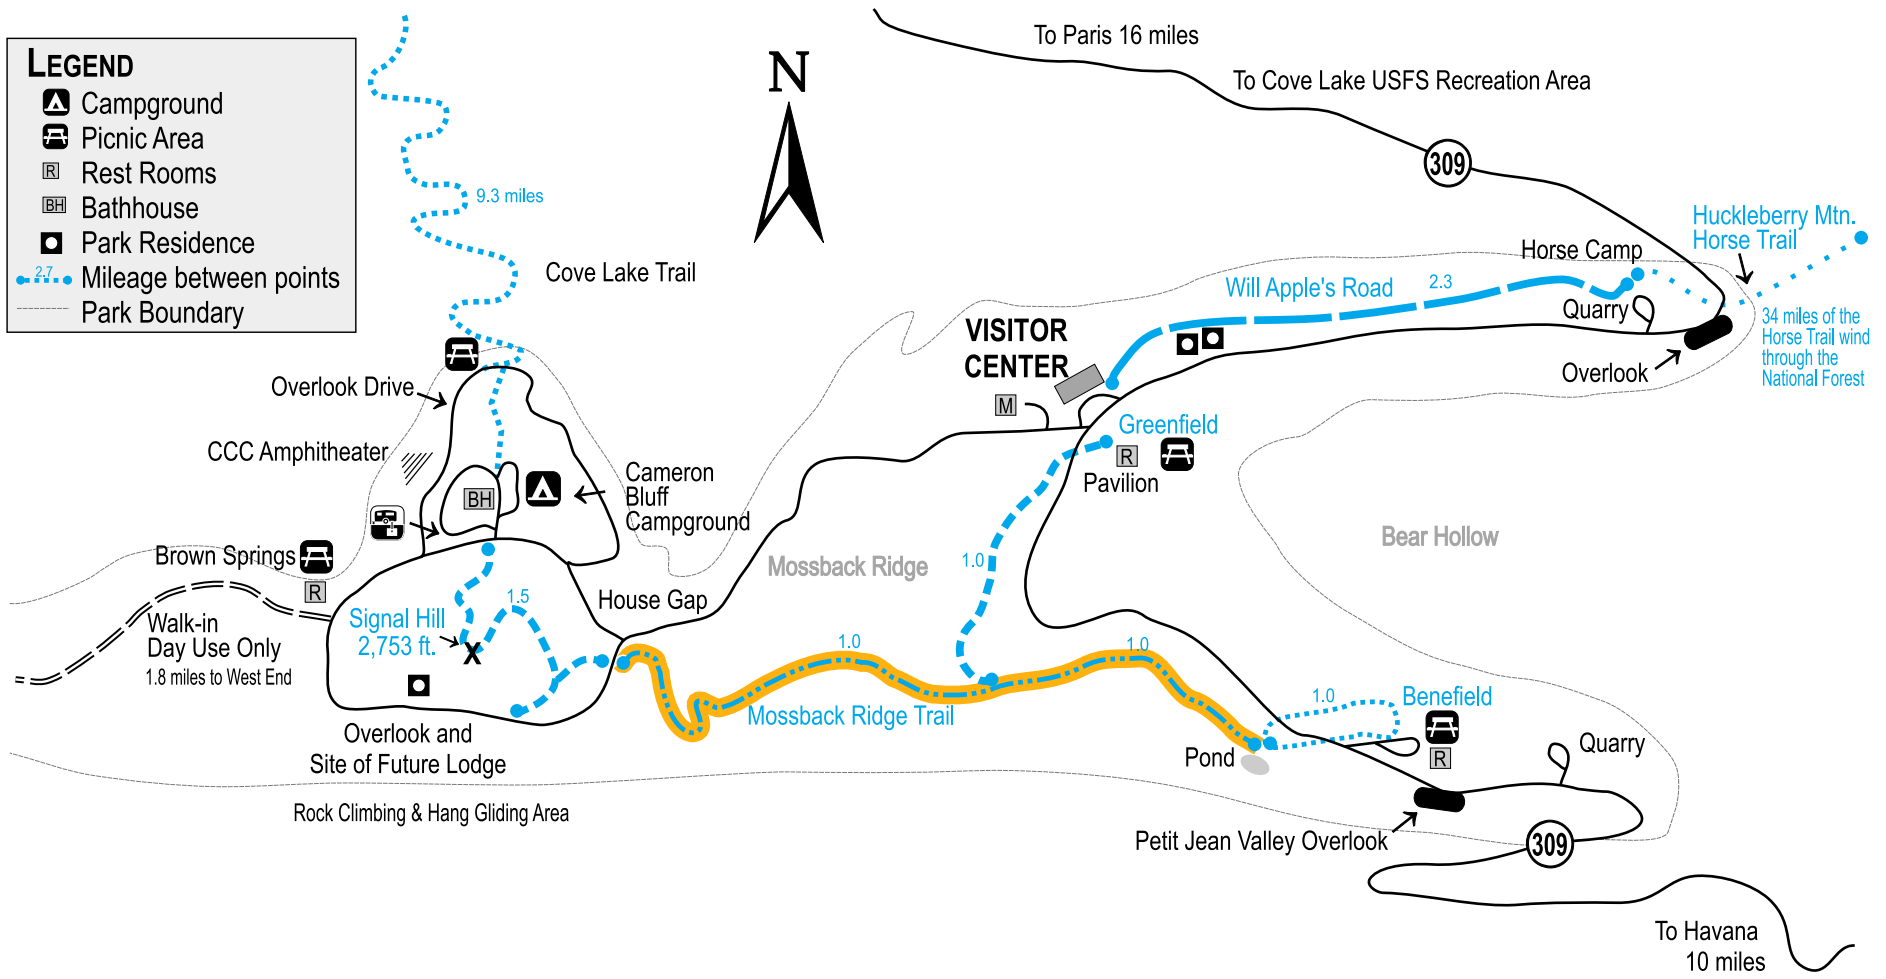 LEGEND
Campground
Picnic Area
R Rest Rooms
BH Bathhouse
Park Residence
2.7 Mileage between points
Park Boundary
N
To Paris 16 miles
To Cove Lake USFS Recreation Area
309
9.3 miles
Cove Lake Trail
Huckleberry Mtn.
Horse Trail
Horse Camp
Will Apple's Road
2.3
Quarry
34 miles of the
Horse Trail wind
through the
National Forest
Overlook
VISITOR
CENTER
M
Greenfield
R
Pavilion
Overlook Drive
CCC Amphitheater
BH
Cameron
Bluff
Campground
Brown Springs
R
Walk-in
Day Use Only
1.8 miles to West End
Signal Hill
2,753 ft.
X
1.5
House Gap
Mossback Ridge
1.0
Bear Hollow
1.0
1.0
Mossback Ridge Trail
Overlook and
Site of Future Lodge
Rock Climbing & Hang Gliding Area
Pond
1.0
Benefield
R
Quarry
Petit Jean Valley Overlook
309
To Havana
10 miles